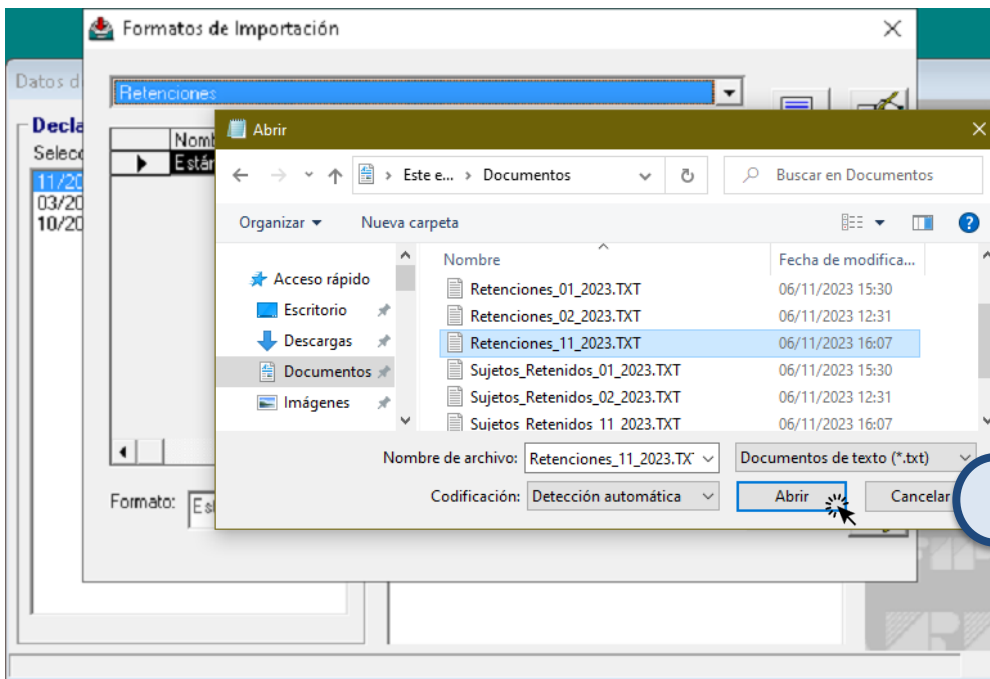 Formatos de Importación
Datos d
Retenciones
Decla
Selecc
11/20
03/20
10/20
Nomb
Están
Abrir
Este e... > Documentos
Buscar en Documentos
Organizar
Nueva carpeta
?
Nombre
Fecha de modifica...
Acceso rápido
Escritorio
Descargas
Documentos
Imágenes
Retenciones_01_2023.TXT 06/11/2023 15:30
Retenciones_02_2023.TXT 06/11/2023 12:31
Retenciones_11_2023.TXT 06/11/2023 16:07
Sujetos_Retenidos_01_2023.TXT 06/11/2023 15:30
Sujetos_Retenidos_02_2023.TXT 06/11/2023 12:31
Sujetos_Retenidos_11_2023.TXT 06/11/2023 16:07
Nombre de archivo: Retenciones_11_2023.TX Documentos de texto (*.txt)
Codificación: Detección automática Abrir Cancelar
Formato: Es